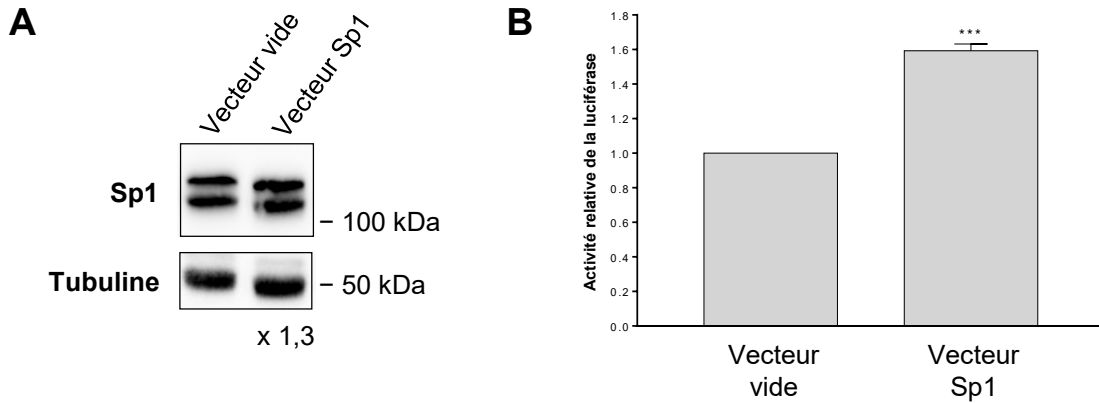 A
Vecteur vide
Vecteur Sp1
Sp1
– 100 kDa
Tubuline
– 50 kDa
x 1,3
B
Activité relative de la luciférase
1.8
1.6
1.4
1.2
1.0
0.8
0.6
0.4
0.2
0.0
***
Vecteur
vide
Vecteur
Sp1